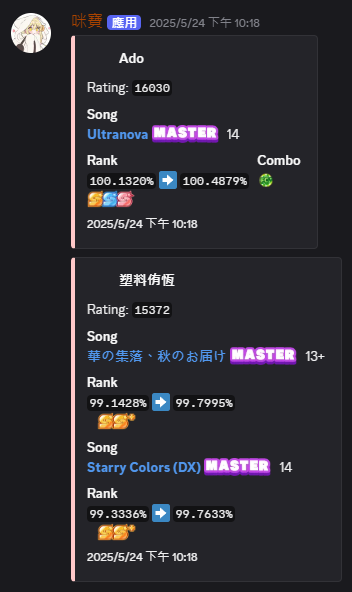 咪寶 應用 2025/5/24 下午 10:18
Ado
Rating: 16030
Song
Ultranova MASTER 14
Rank Combo
100.1320% 100.4879%
S S S
2025/5/24 下午 10:18
塑料侑恆
Rating: 15372
Song
華の集落、秋のお届け MASTER 13+
Rank
99.1428% 99.7995%
S S+
Song
Starry Colors (DX) MASTER 14
Rank
99.3336% 99.7633%
S S+
2025/5/24 下午 10:18